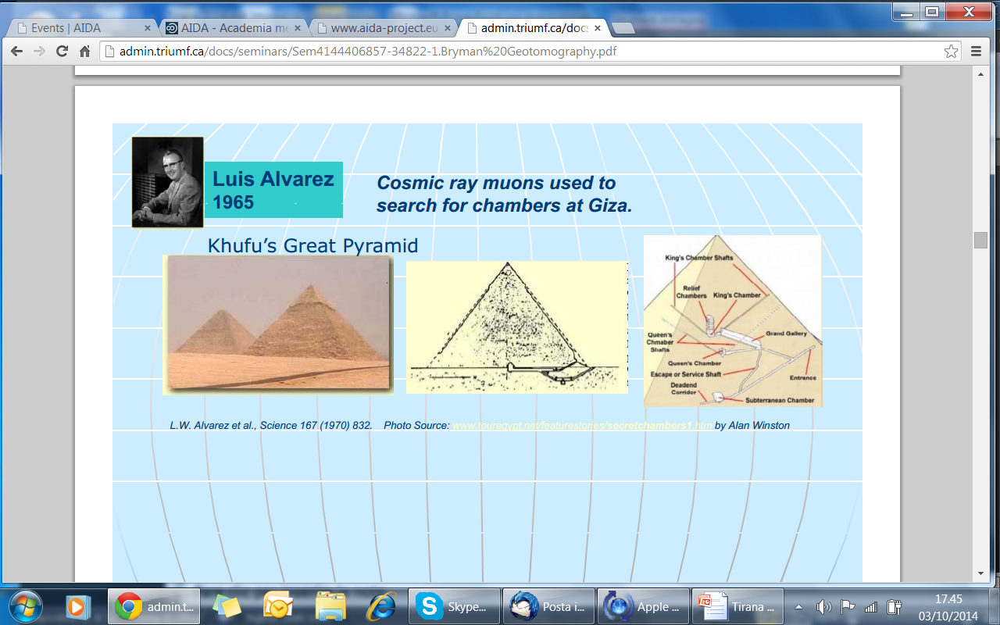 Events | AIDA
AIDA - Academia me
www.aida-project.eu
admin.triumf.ca/docs
admin.triumf.ca/docs/seminars/Sem4144406857-34822-1.Bryman%20Geotomography.pdf
Luis Alvarez
1965
Cosmic ray muons used to
search for chambers at Giza.
Khufu's Great Pyramid
King's Chamber Shafts
Relief
Chambers
King's Chamber
Queen's
Chmaber
Shafts
Grand Gallery
Queen's Chamber
Escape or Service Shaft
Entrance
Deadend
Corridor
Subterranean Chamber
L.W. Alvarez et al., Science 167 (1970) 832. Photo Source: www.touregypt.net/featurestories/secretchambers1.htm by Alan Winston
admin.t...
Skype...
Posta i...
Apple ...
Tirana ...
17.45
03/10/2014